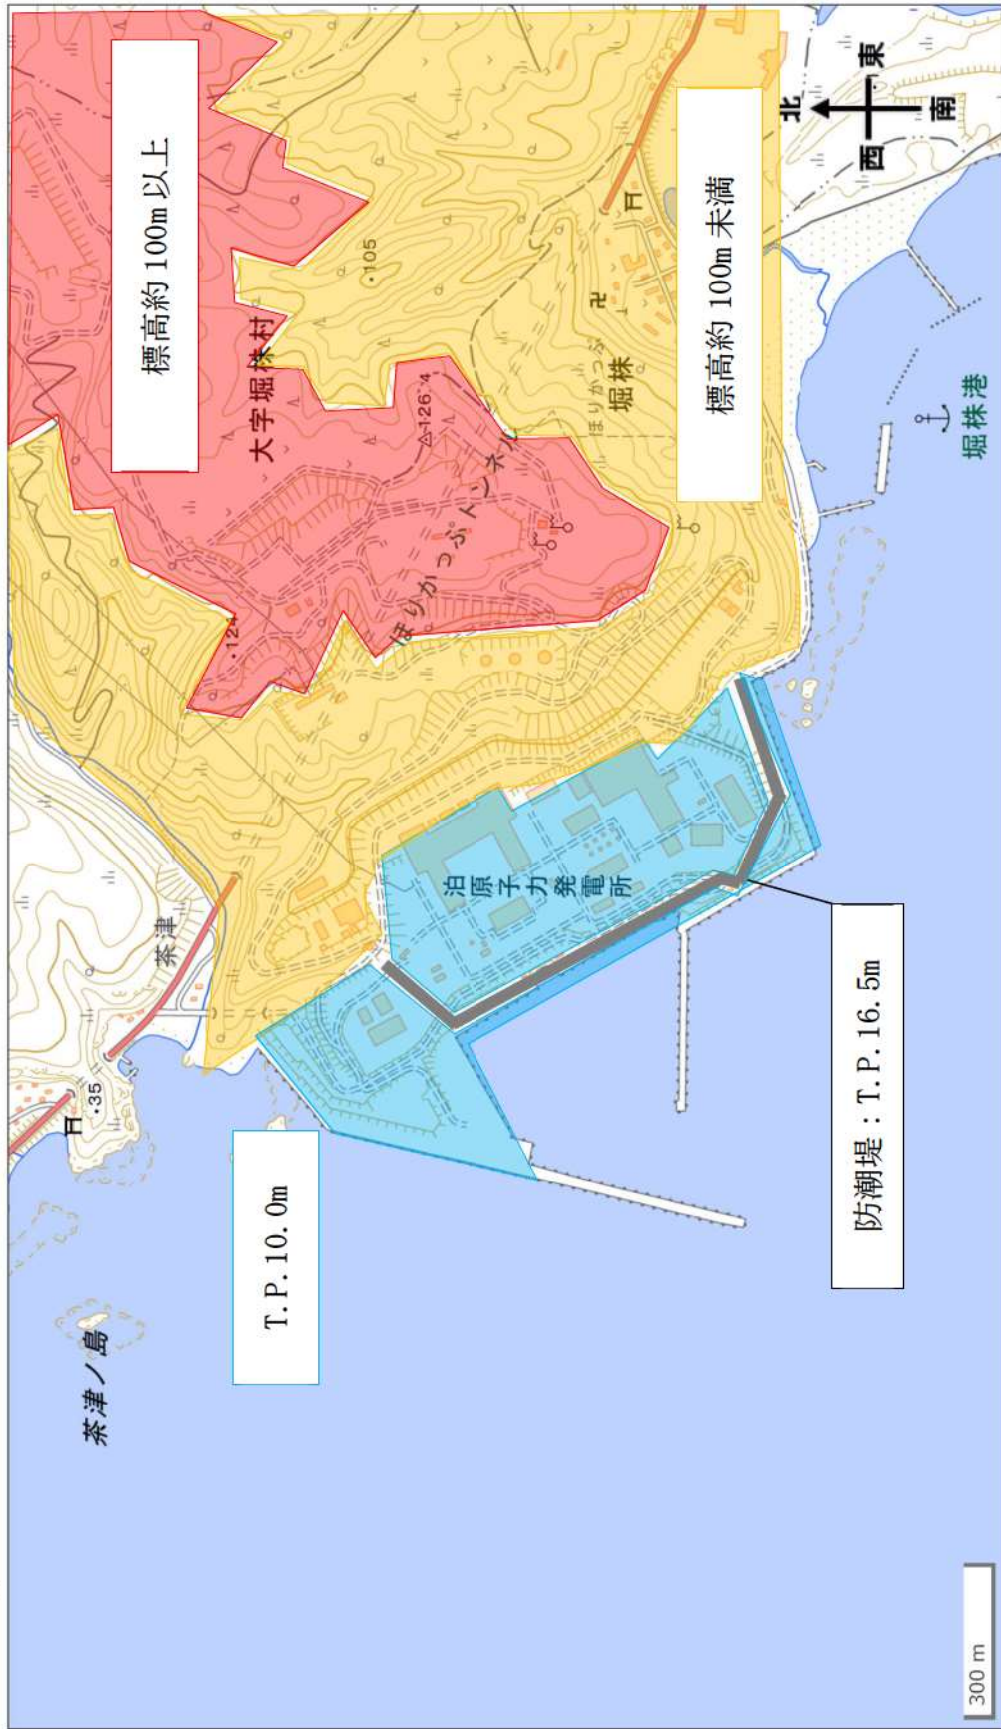 茶津ノ島
・35
茶津
標高約 100m 以上
・124
大字堀株村
T.P. 10.0m
・105
126.4
ほりかっぷトンネル
泊原子力発電所
ほりかっぷ
堀株
標高約 100m 未満
北
西 東
南
防潮堤：T.P. 16.5m
堀株港
300 m